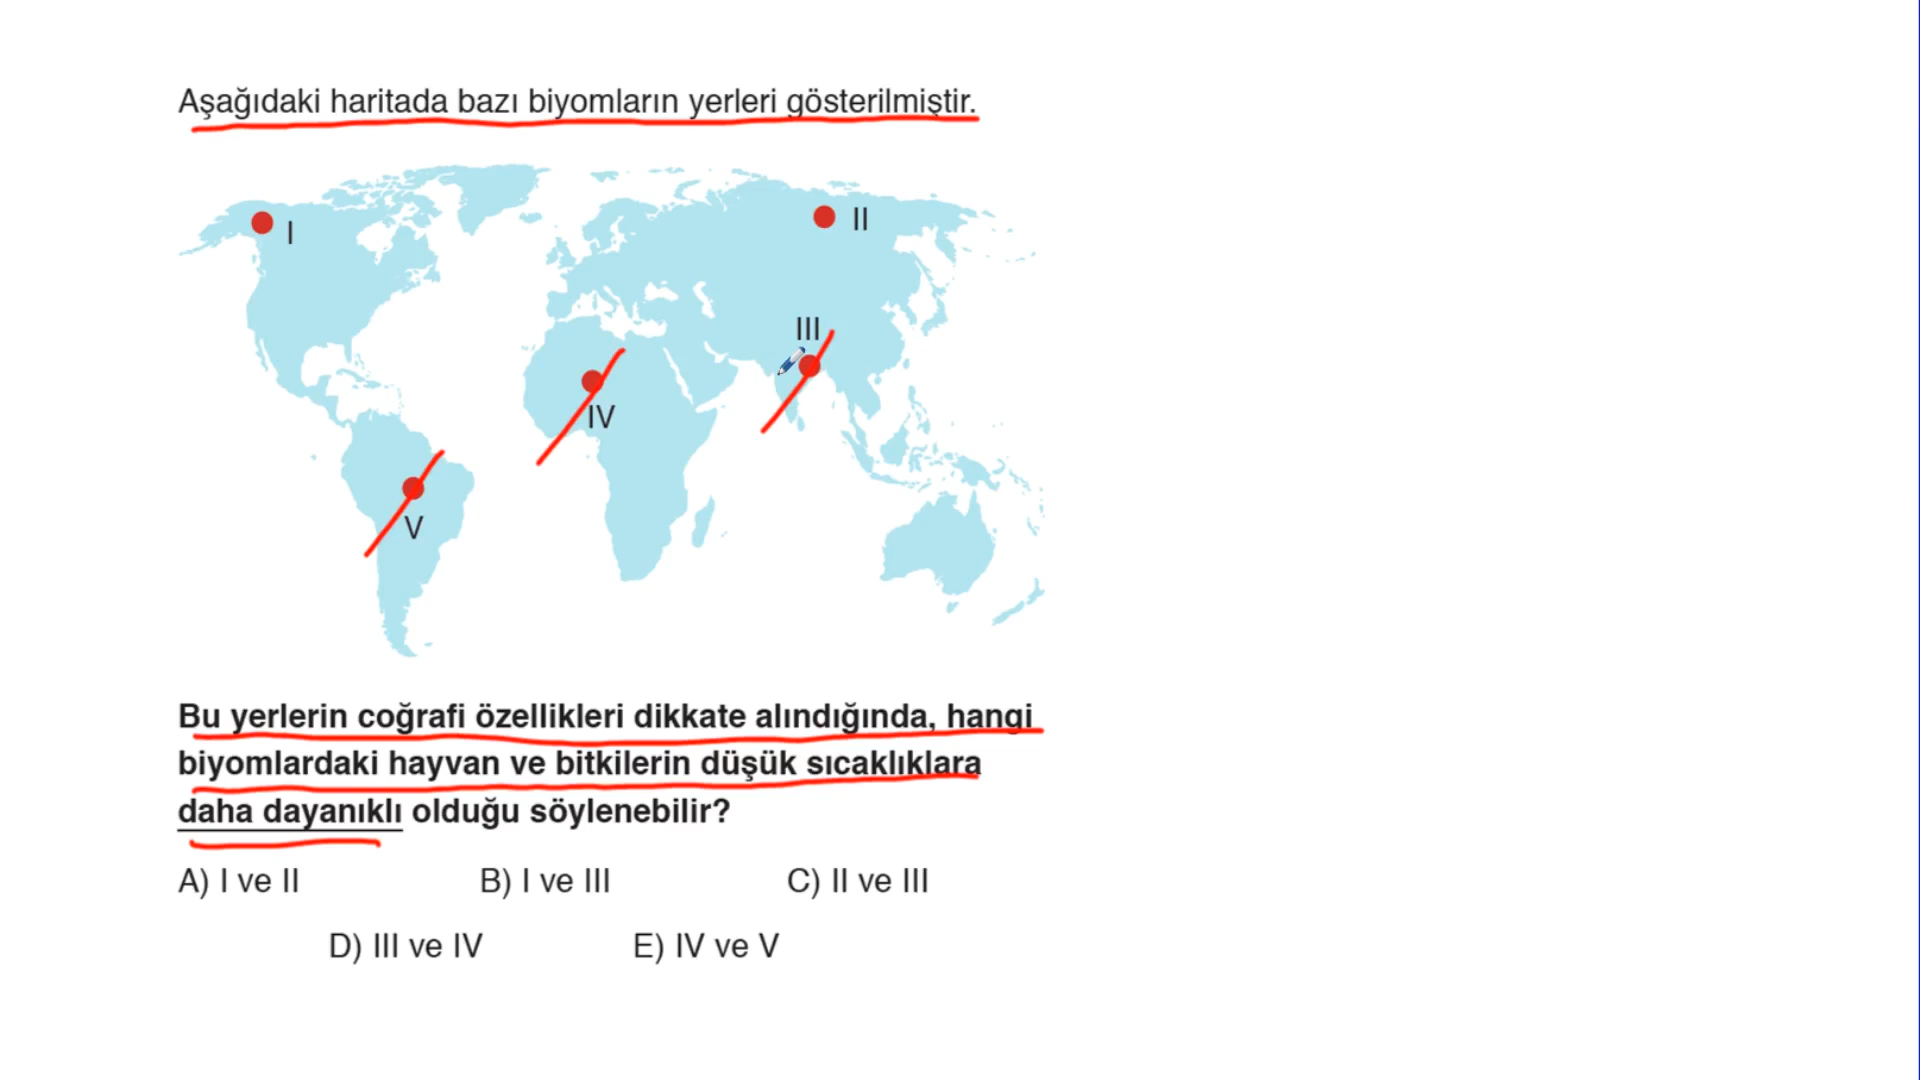 Aşağıdaki haritada bazı biyomların yerleri gösterilmiştir.
I
II
III
IV
V
Bu yerlerin coğrafi özellikleri dikkate alındığında, hangi
biyomlardaki hayvan ve bitkilerin düşük sıcaklıklara
daha dayanıklı olduğu söylenebilir?
A) I ve II B) I ve III C) II ve III
D) III ve IV E) IV ve V